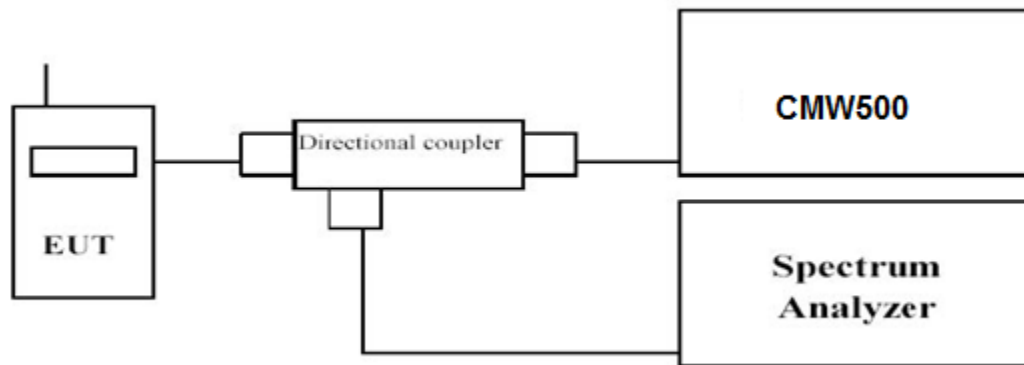 EUT
Directional coupler
CMW500
Spectrum
Analyzer